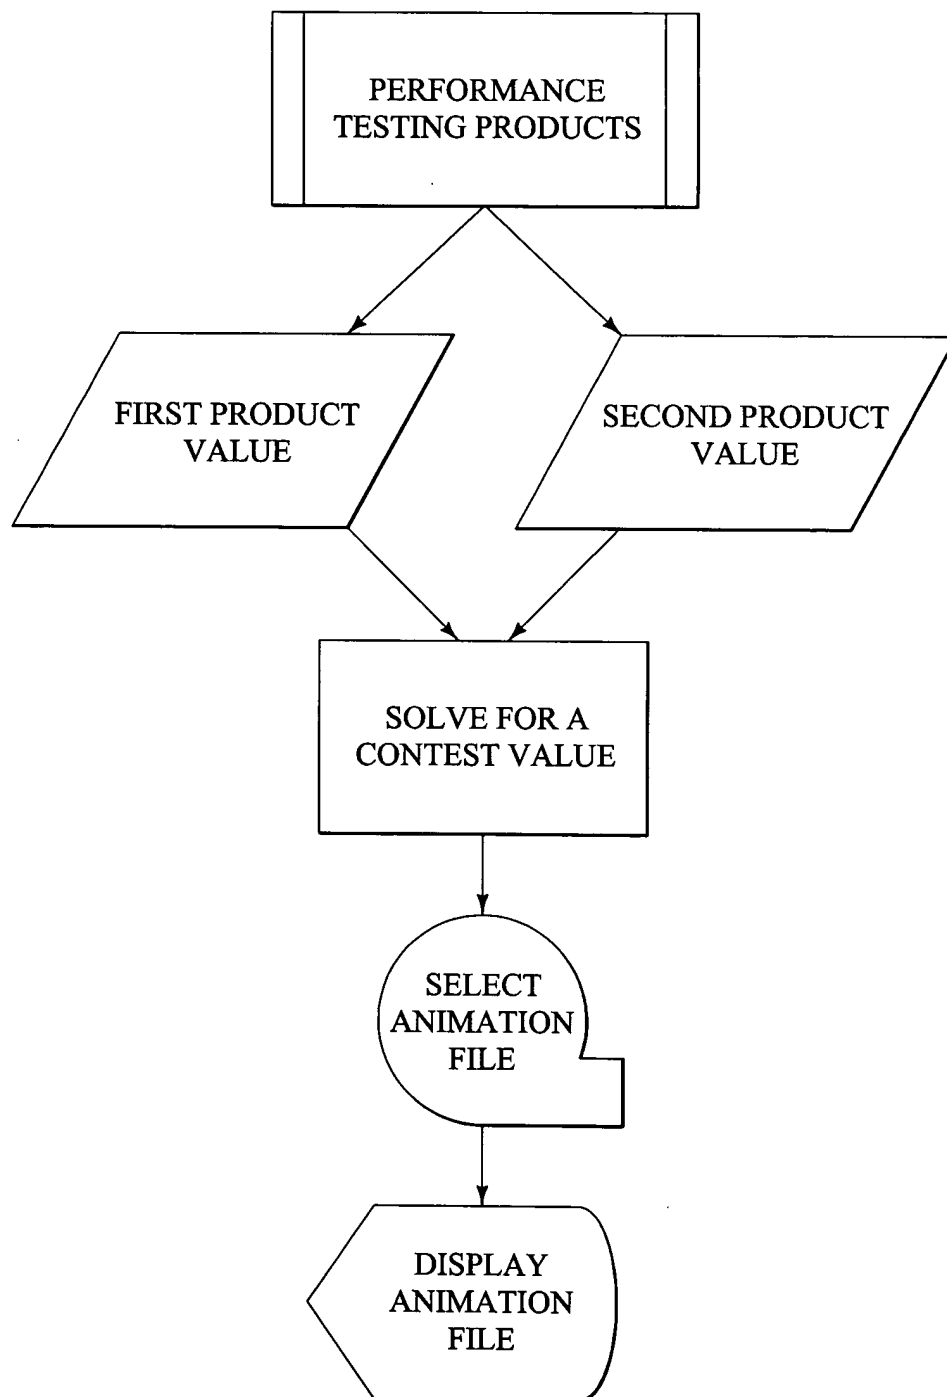 PERFORMANCE
TESTING PRODUCTS
FIRST PRODUCT
VALUE
SECOND PRODUCT
VALUE
SOLVE FOR A
CONTEST VALUE
SELECT
ANIMATION
FILE
DISPLAY
ANIMATION
FILE